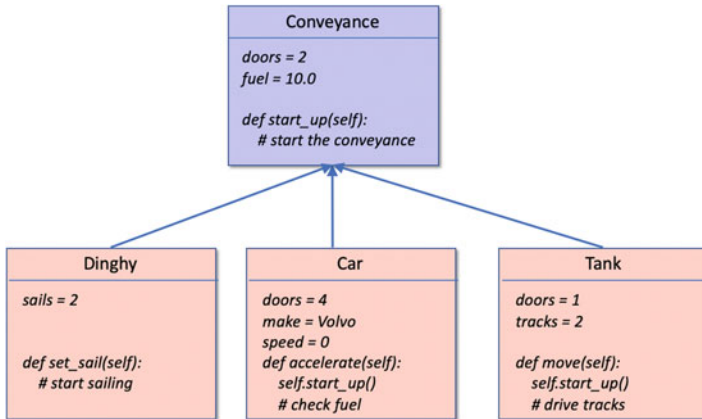 Conveyance
doors = 2
fuel = 10.0
def start_up(self):
# start the conveyance
Dinghy
sails = 2
def set_sail(self):
# start sailing
Car
doors = 4
make = Volvo
speed = 0
def accelerate(self):
self.start_up()
# check fuel
Tank
doors = 1
tracks = 2
def move(self):
self.start_up()
# drive tracks